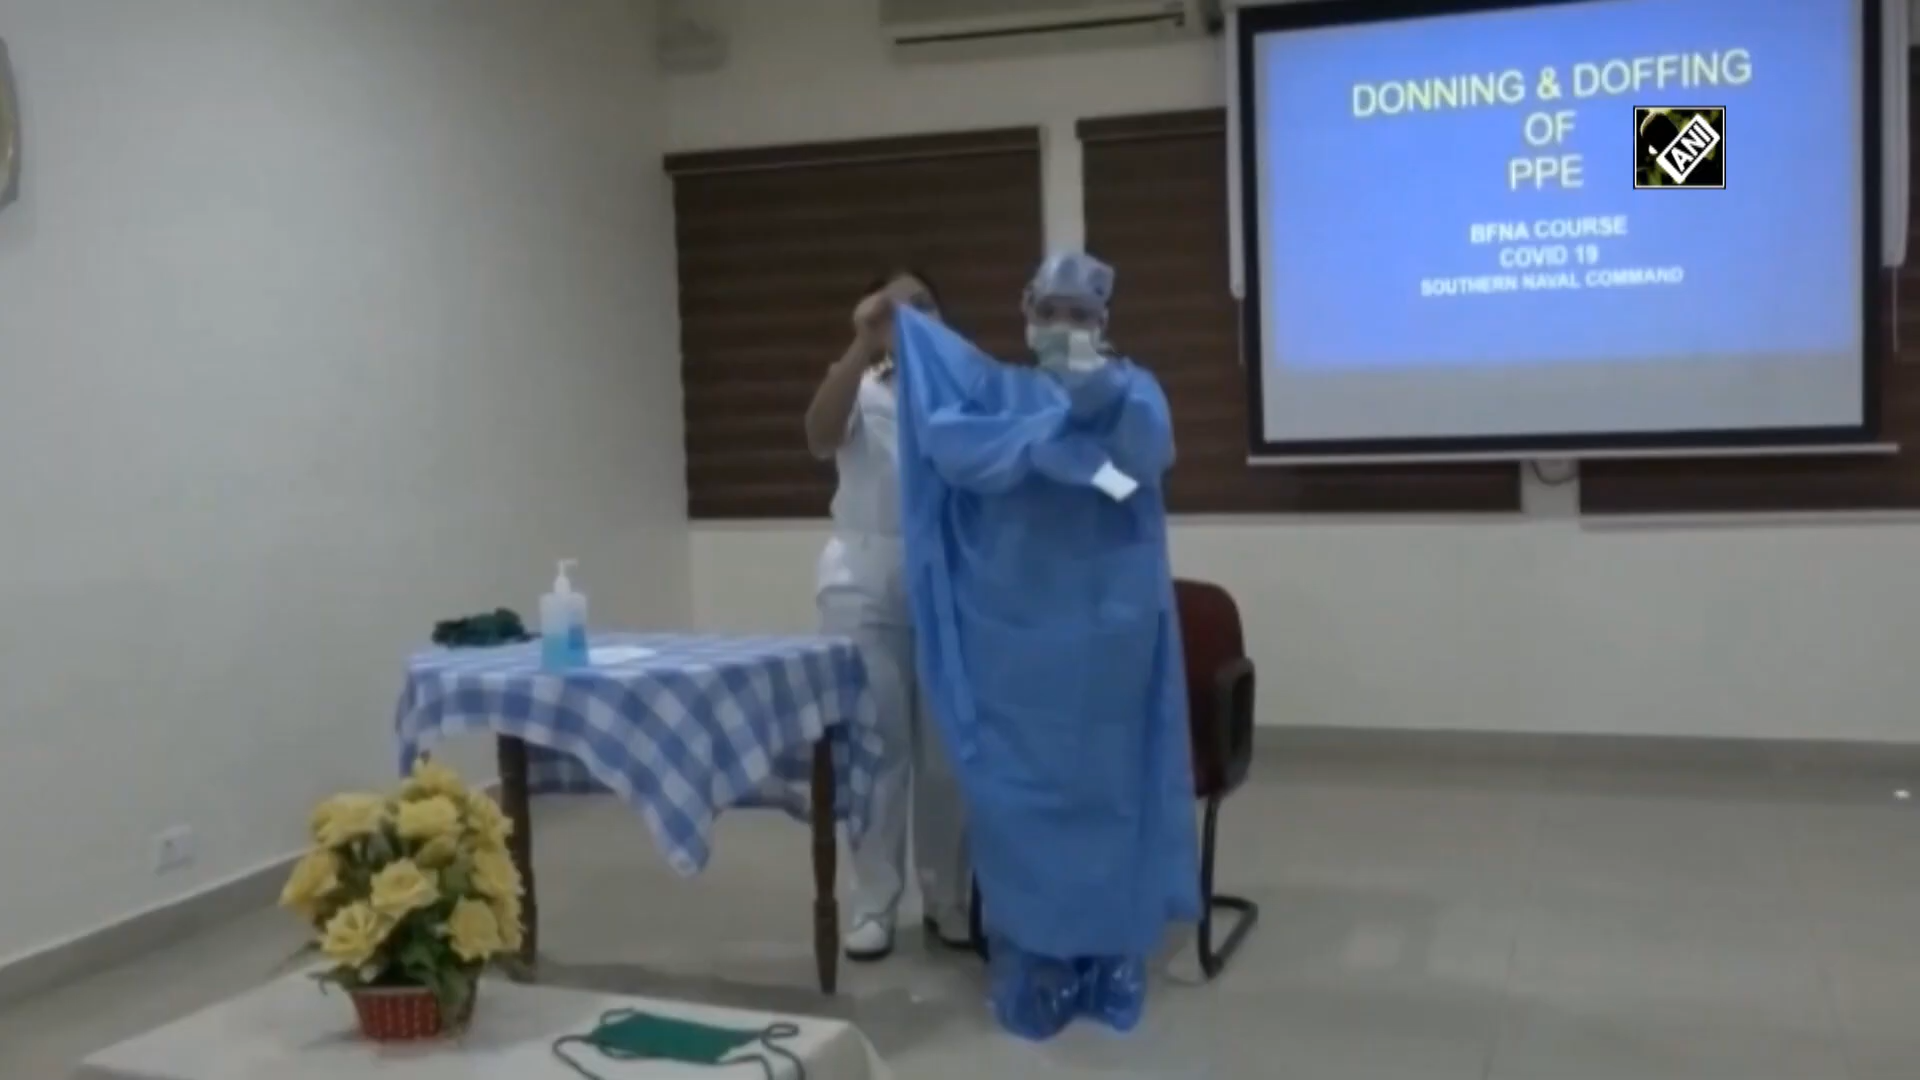 DONNING & DOFFING
OF
PPE
ANI
BFNA COURSE
COVID 19
SOUTHERN NAVAL COMMAND